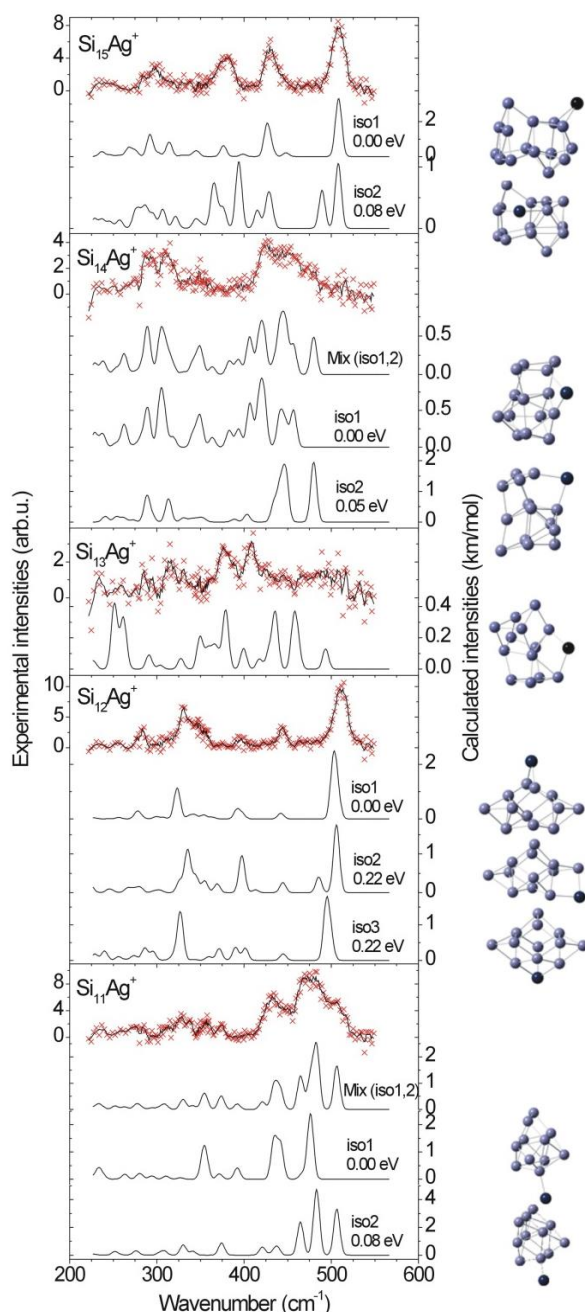 Si15Ag+
8
4
0
iso1
0.00 eV
2
1
0
iso2
0.08 eV
1
0
Si14Ag+
4
2
0
Mix (iso1,2)
0.5
0.0
iso1
0.00 eV
0.5
0.0
iso2
0.05 eV
2
1
0
Si13Ag+
2
0
0.4
0.2
0.0
Si12Ag+
10
5
0
iso1
0.00 eV
2
0
iso2
0.22 eV
1
0
iso3
0.22 eV
1
0
Si11Ag+
8
4
0
Mix (iso1,2)
2
1
0
iso1
0.00 eV
2
1
0
iso2
0.08 eV
4
2
0
200 300 400 500 600
Wavenumber (cm-1)
Experimental intensities (arb.u.)
Calculated intensities (km/mol)